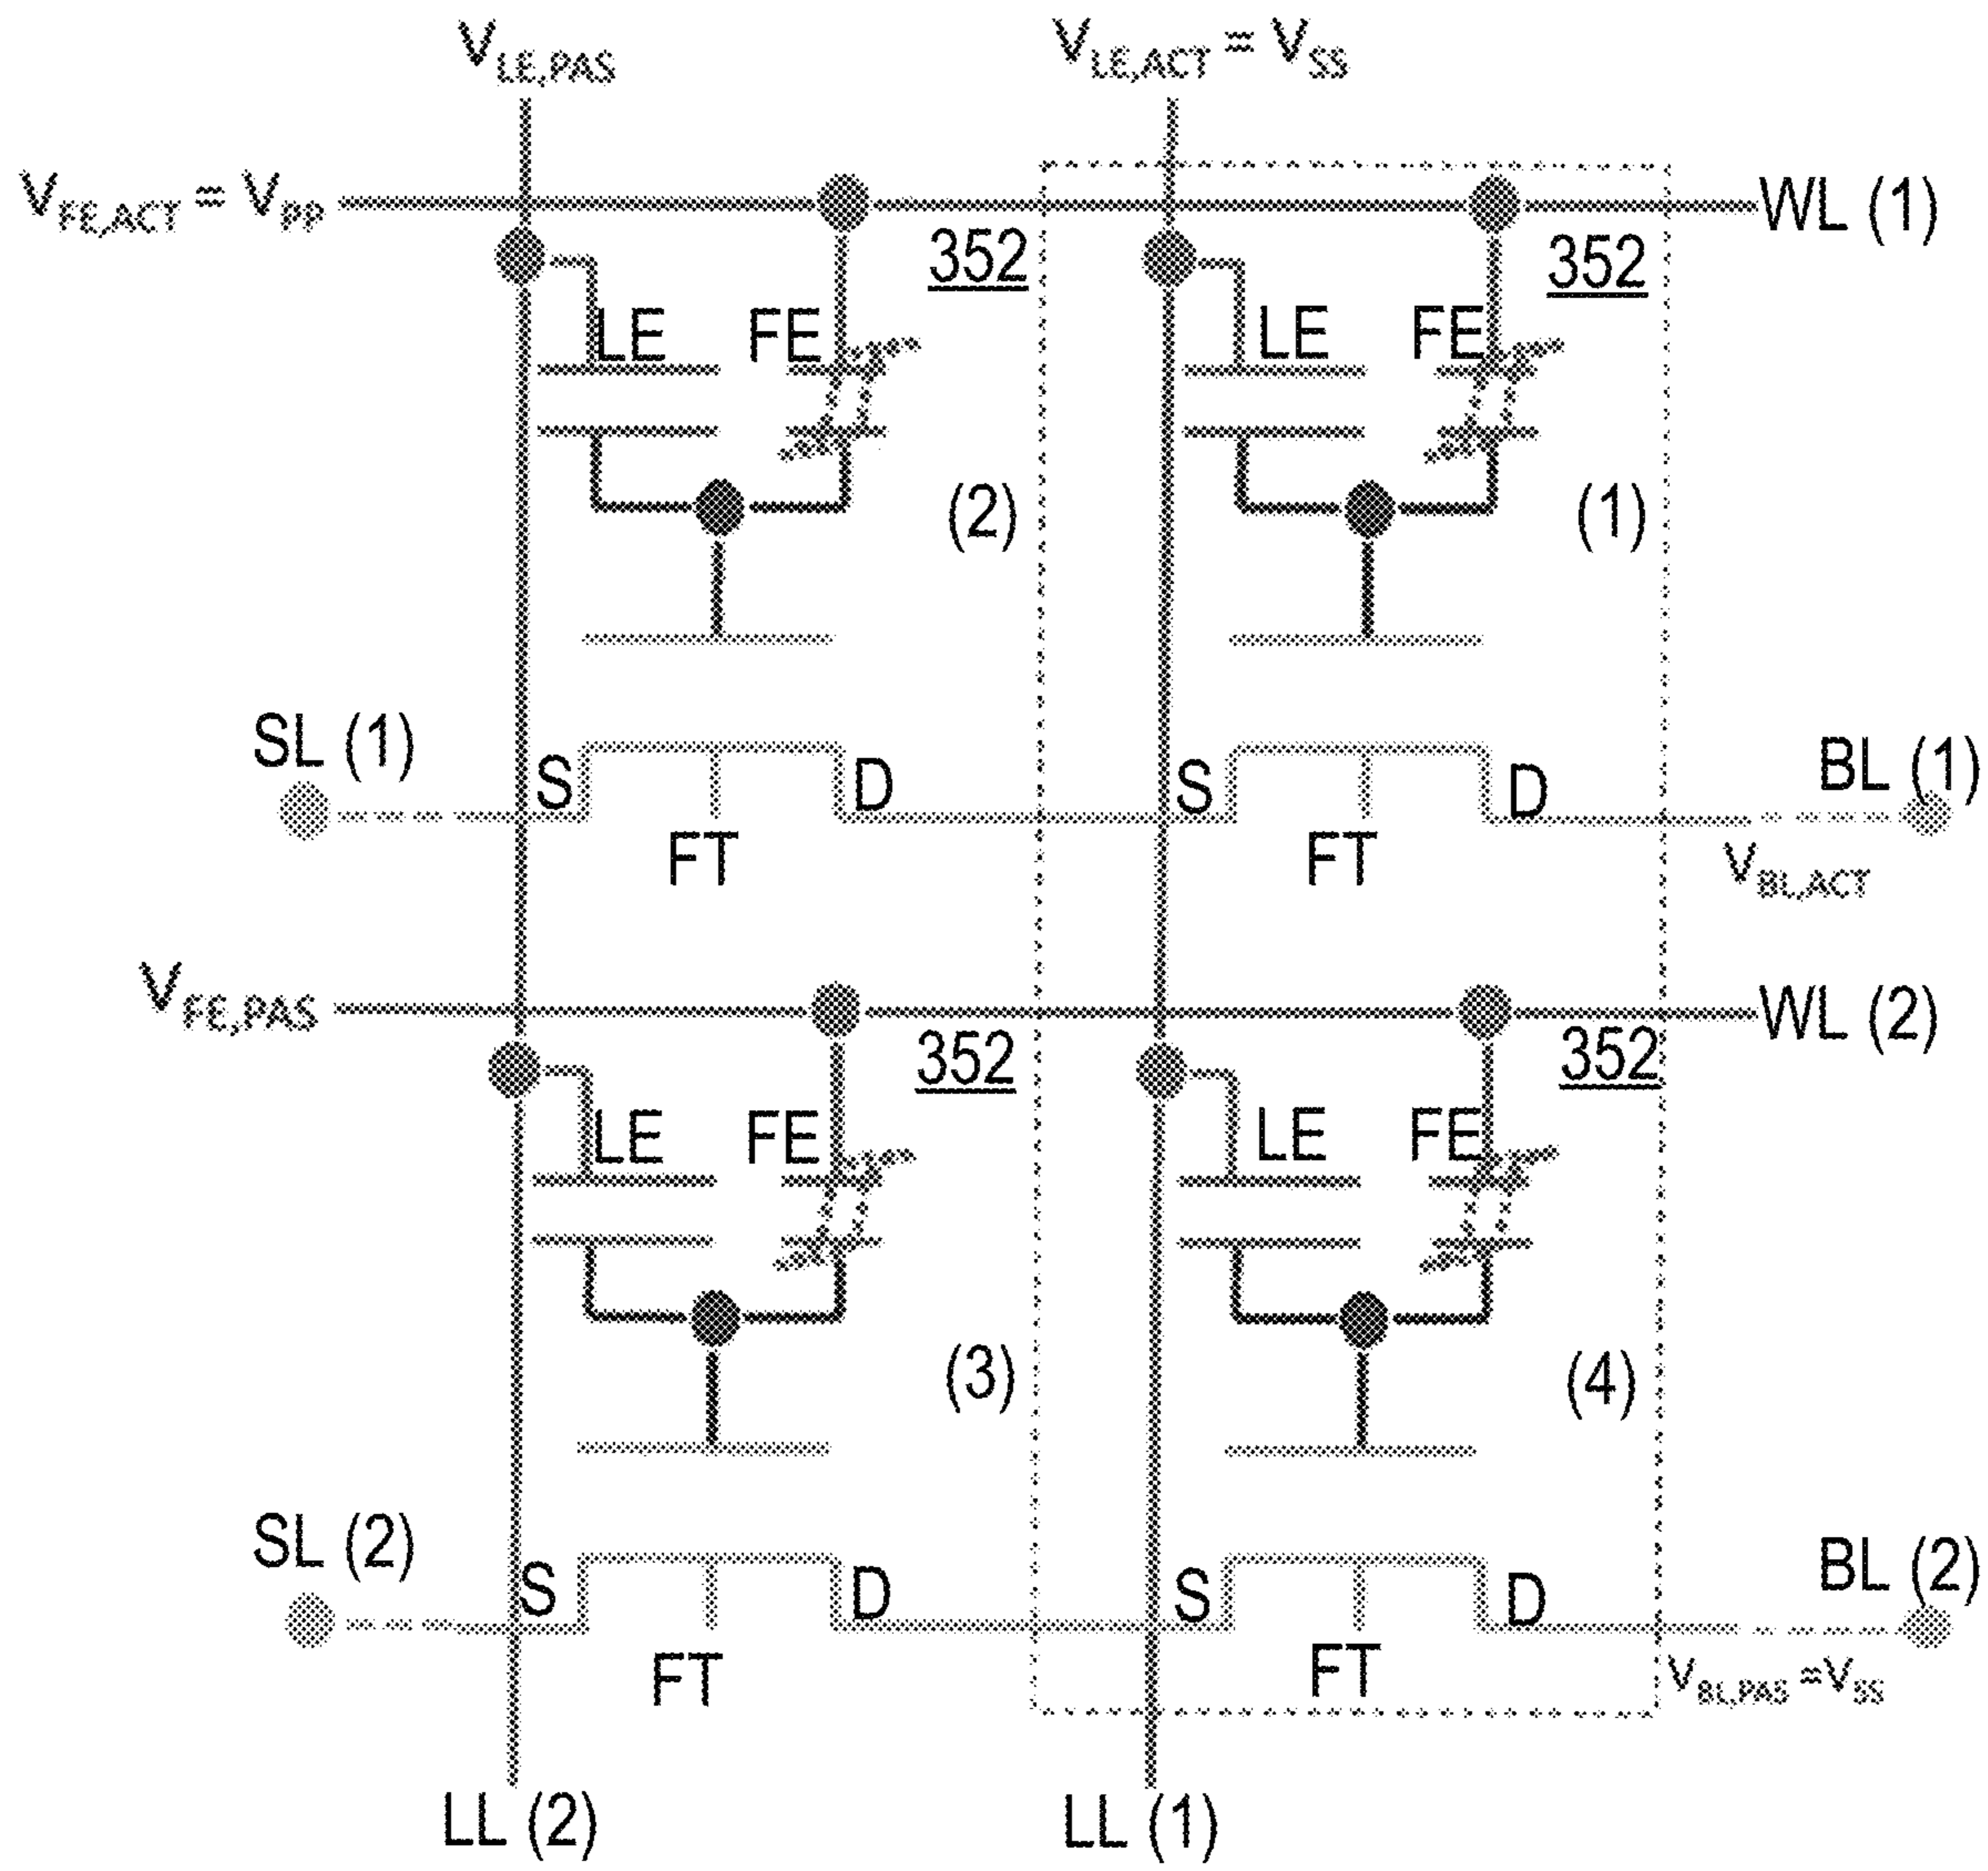 V_LE,PAS V_LE,ACT = V_SS
V_FE,ACT = V_PP WL (1)
352 352
LE FE LE FE
(2) (1)
SL (1) S D S D BL (1)
FT FT V_BL,ACT
V_FE,PAS WL (2)
352 352
LE FE LE FE
(3) (4)
SL (2) S D S D BL (2)
FT FT V_BL,PAS =V_SS
LL (2) LL (1)